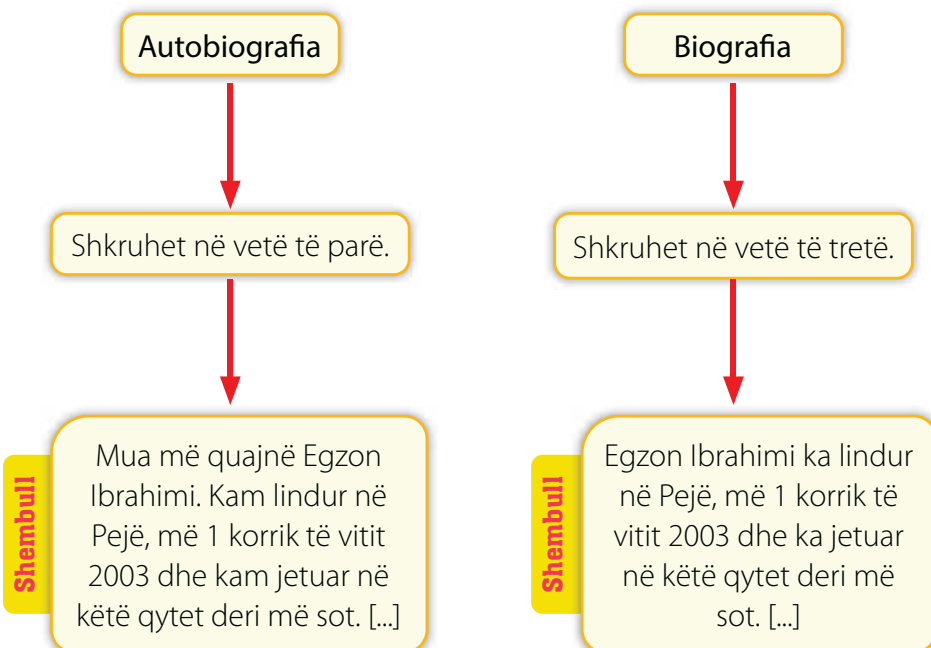 Autobiografia
Shkruhet në vetë të parë.
Shembull
Mua më quajnë Egzon
Ibrahimi. Kam lindur në
Pejë, më 1 korrik të vitit
2003 dhe kam jetuar në
këtë qytet deri më sot. [...]
Biografia
Shkruhet në vetë të tretë.
Shembull
Egzon Ibrahimi ka lindur
në Pejë, më 1 korrik të
vitit 2003 dhe ka jetuar
në këtë qytet deri më
sot. [...]